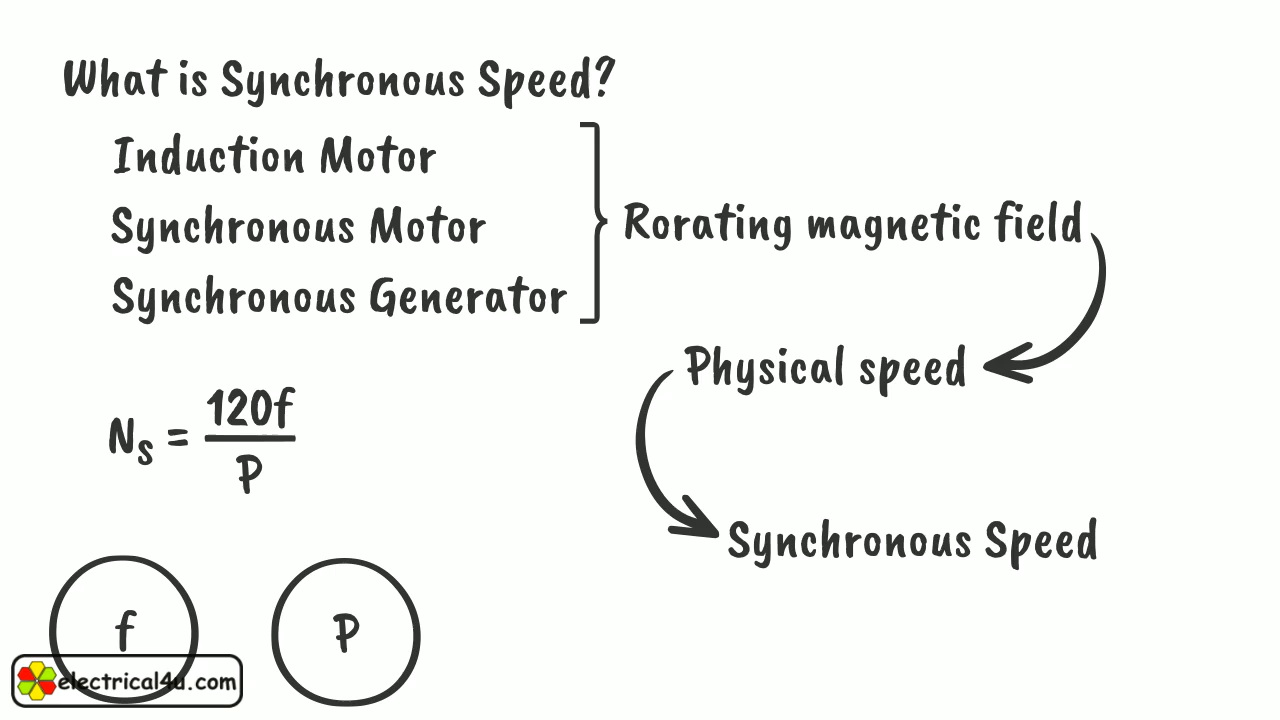 What is Synchronous Speed?
Induction Motor
Synchronous Motor
Synchronous Generator
Rorating magnetic field
Physical speed
Synchronous Speed
Ns = 120f
P
f
P
electrical4u.com